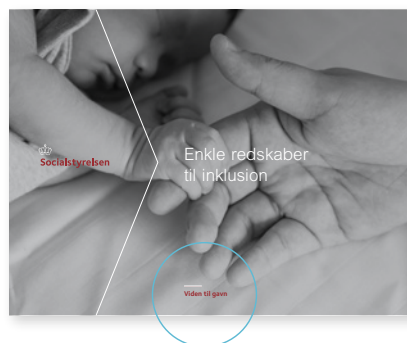 Socialstyrelsen
Enkle redskaber
til inklusion
Viden til gavn